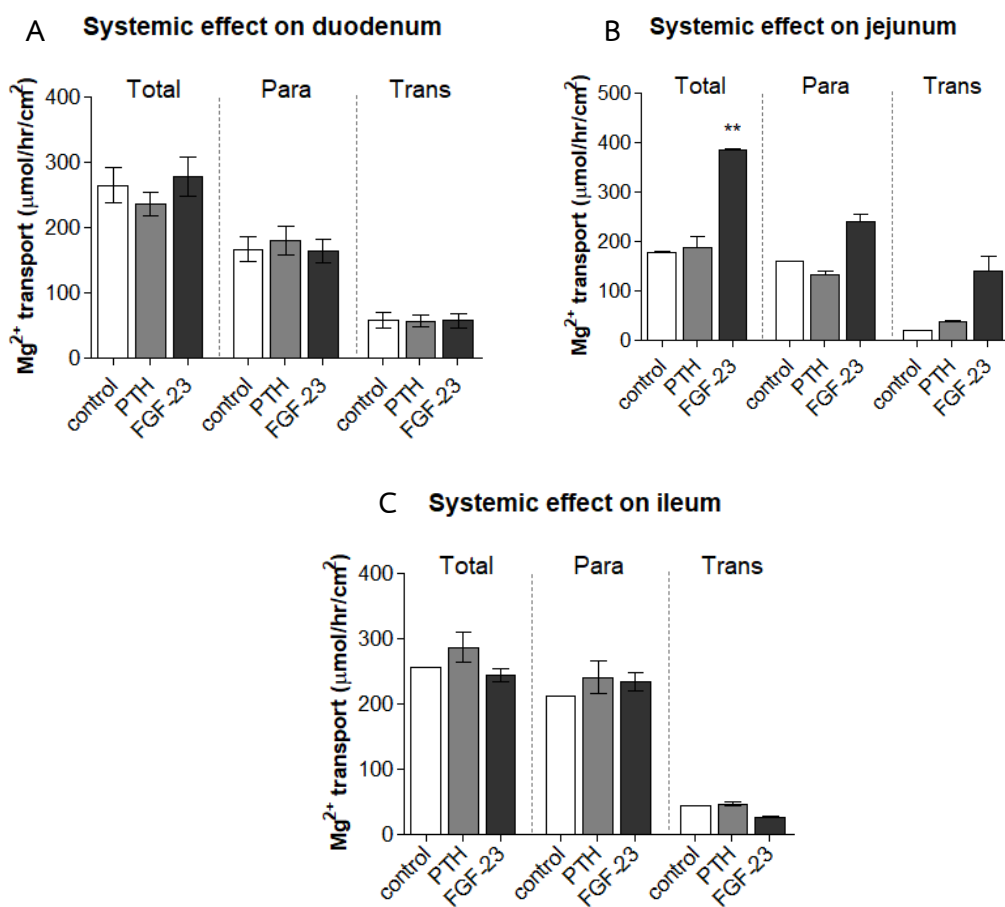 A Systemic effect on duodenum
Total Para Trans
Mg2+ transport (μmol/hr/cm2)
400
300
200
100
0
control PTH FGF-23 control PTH FGF-23 control PTH FGF-23
B Systemic effect on jejunum
Total Para Trans
Mg2+ transport (μmol/hr/cm2)
500
400
300
200
100
0
**
control PTH FGF-23 control PTH FGF-23 control PTH FGF-23
C Systemic effect on ileum
Total Para Trans
Mg2+ transport (μmol/hr/cm2)
400
300
200
100
0
control PTH FGF-23 control PTH FGF-23 control PTH FGF-23